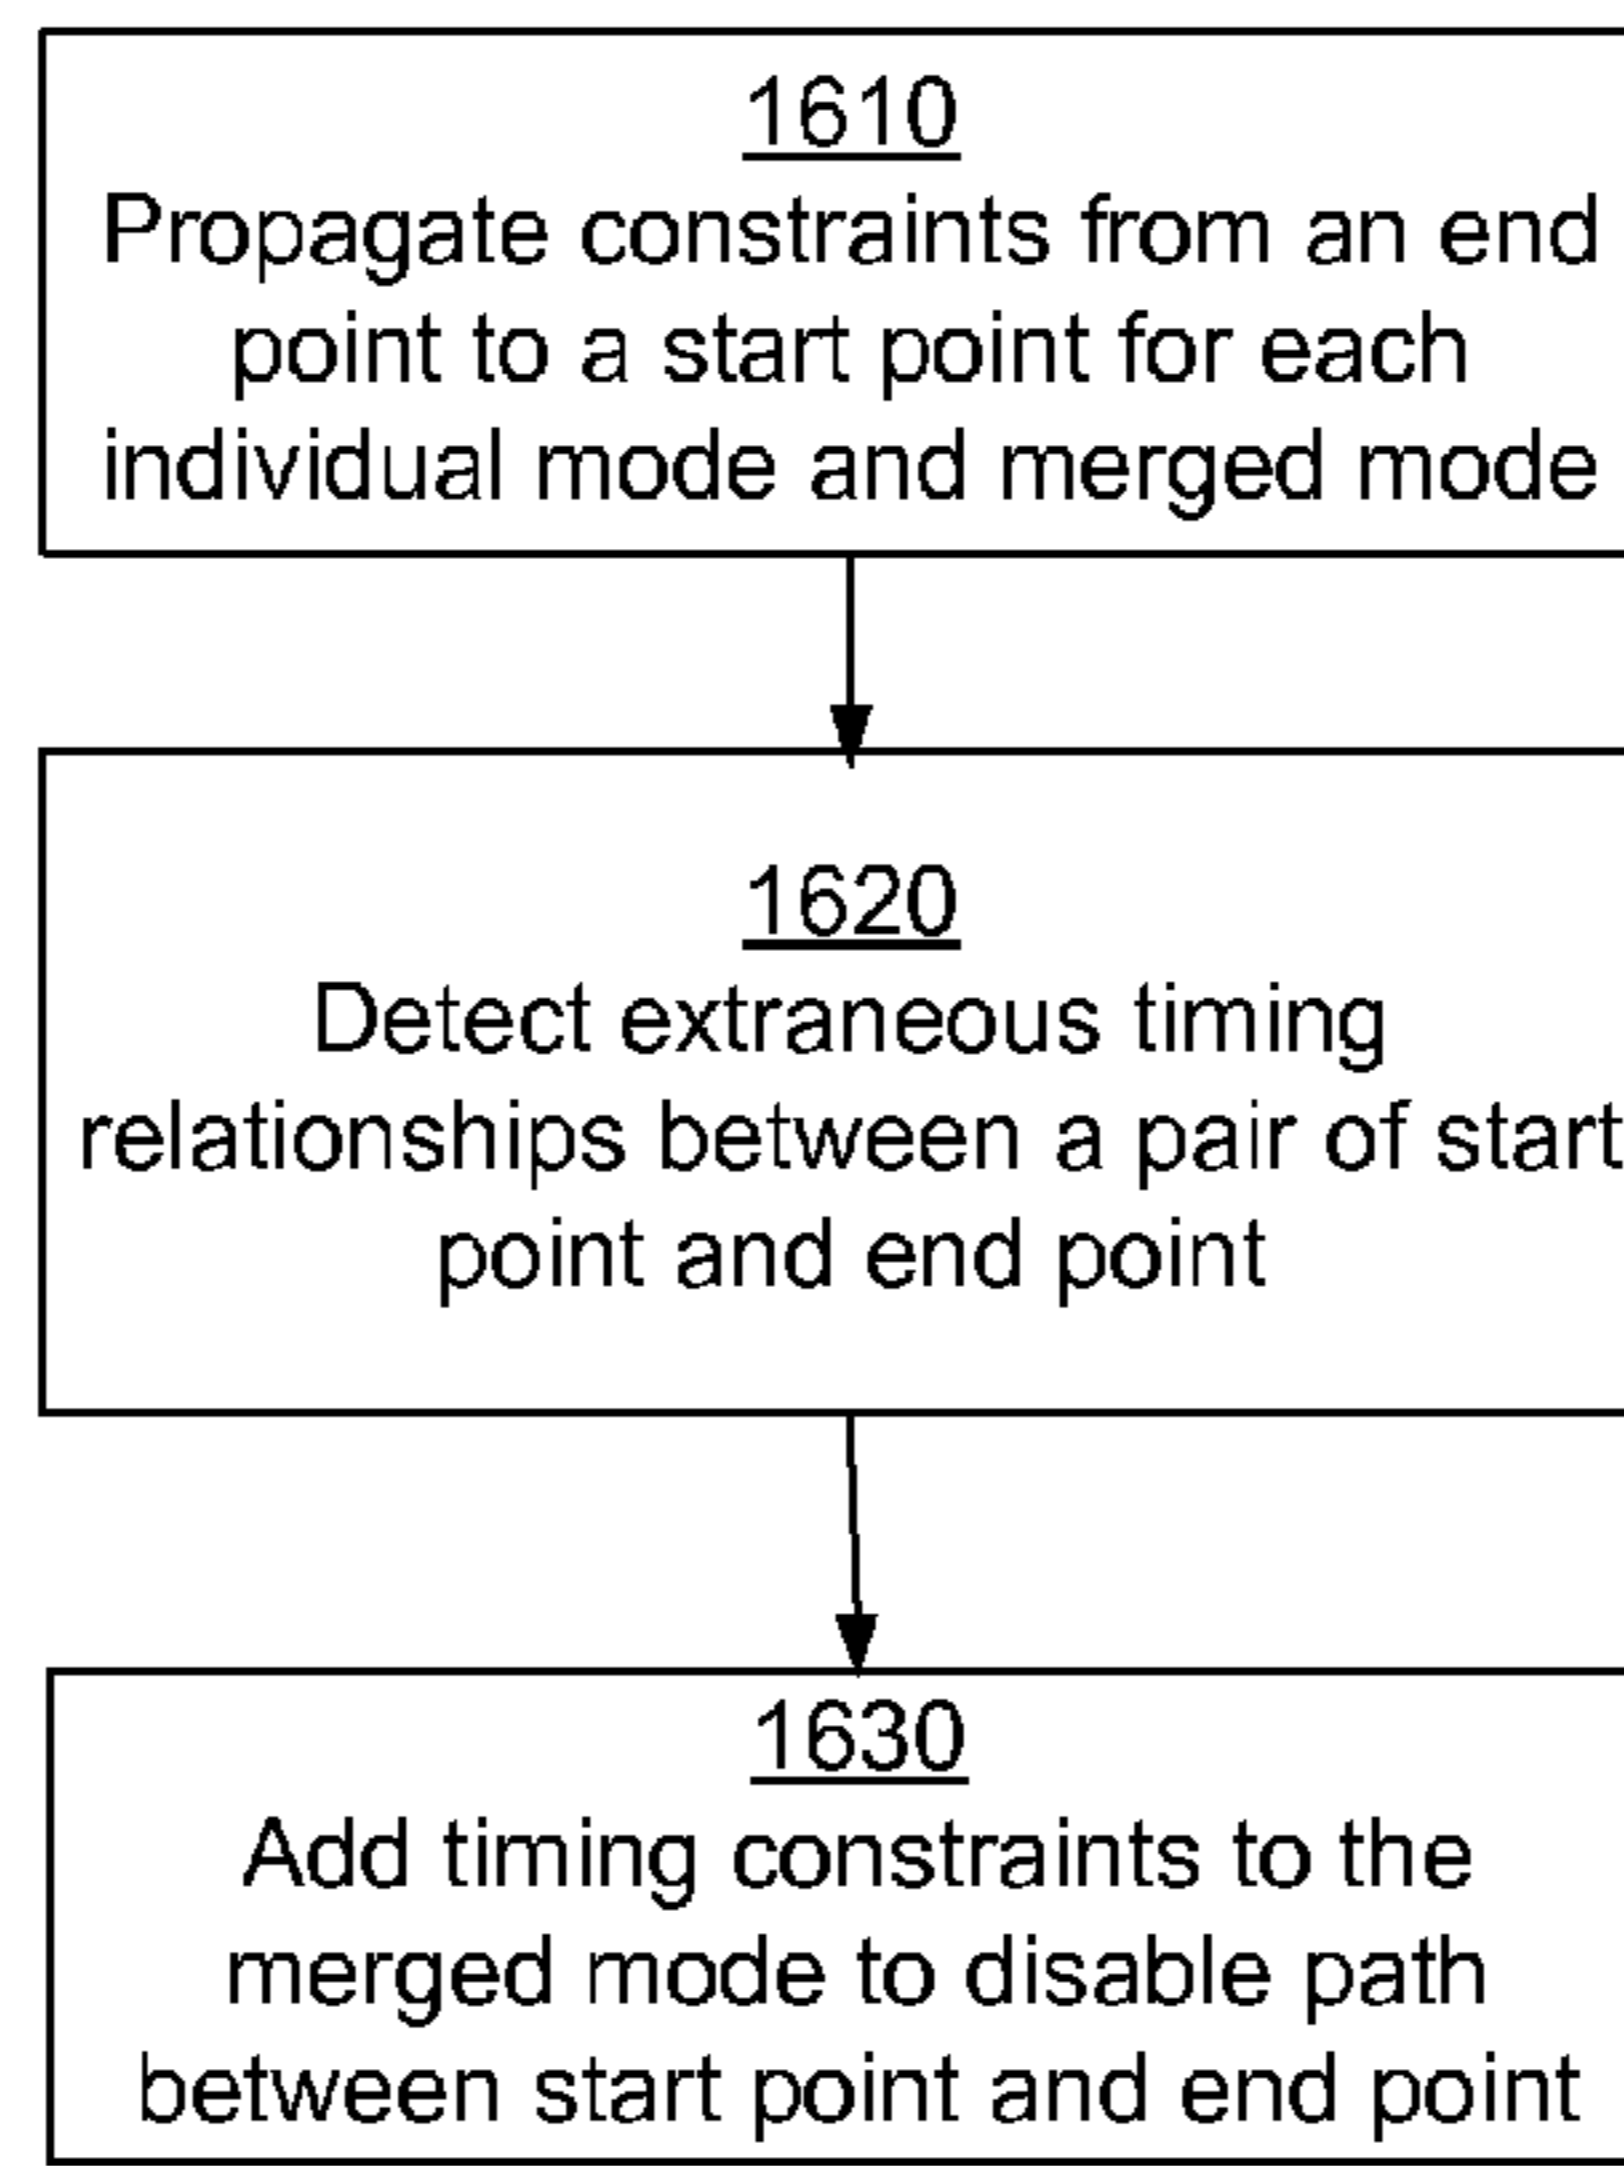 1610
Propagate constraints from an end
point to a start point for each
individual mode and merged mode
1620
Detect extraneous timing
relationships between a pair of start
point and end point
1630
Add timing constraints to the
merged mode to disable path
between start point and end point